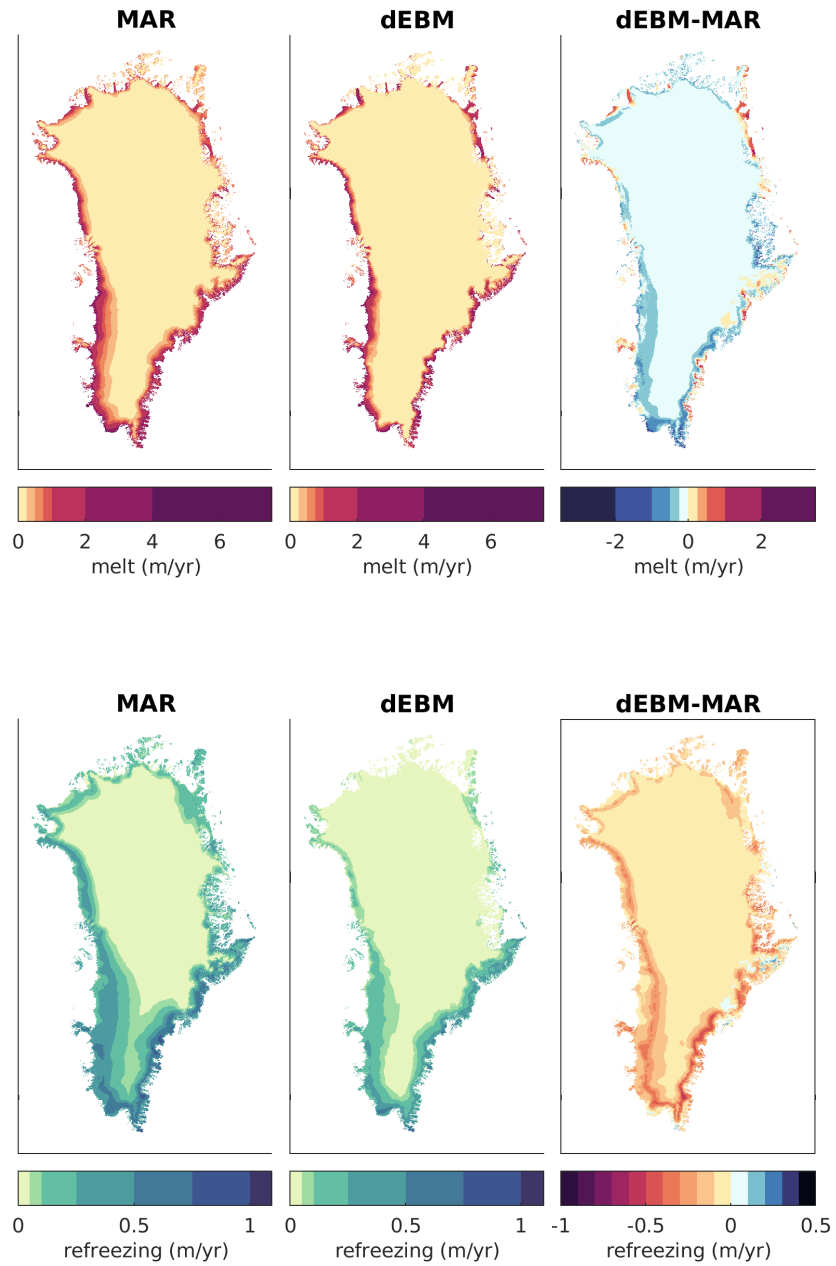 MAR dEBM dEBM-MAR
0 2 4 6 0 2 4 6 -2 0 2
melt (m/yr) melt (m/yr) melt (m/yr)
MAR dEBM dEBM-MAR
0 0.5 1 0 0.5 1 -1 -0.5 0 0.5
refreezing (m/yr) refreezing (m/yr) refreezing (m/yr)